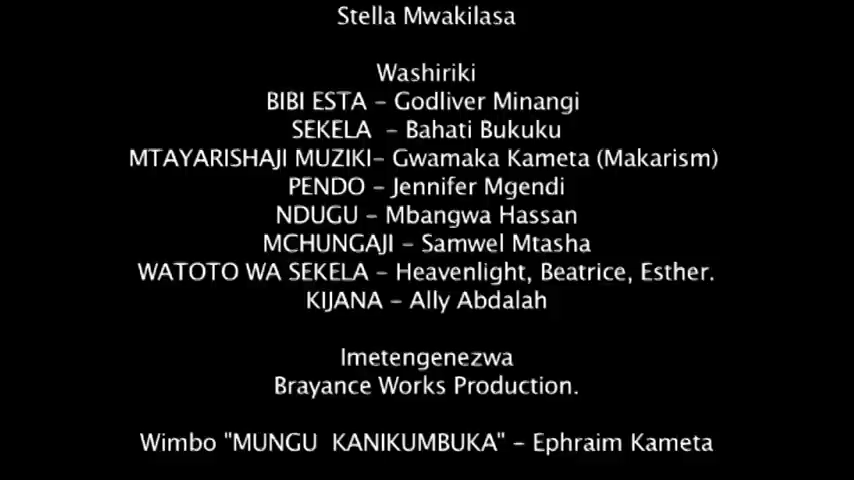 Stella Mwakilasa
Washiriki
BIBI ESTA – Godliver Minangi
SEKELA – Bahati Bukuku
MTAYARISHAJI MUZIKI– Gwamaka Kameta (Makarism)
PENDO – Jennifer Mgendi
NDUGU – Mbangwa Hassan
MCHUNGAJI – Samwel Mtasha
WATOTO WA SEKELA – Heavenlight, Beatrice, Esther.
KIJANA – Ally Abdalah
Imetengenezwa
Brayance Works Production.
Wimbo "MUNGU KANIKUMBUKA" – Ephraim Kameta